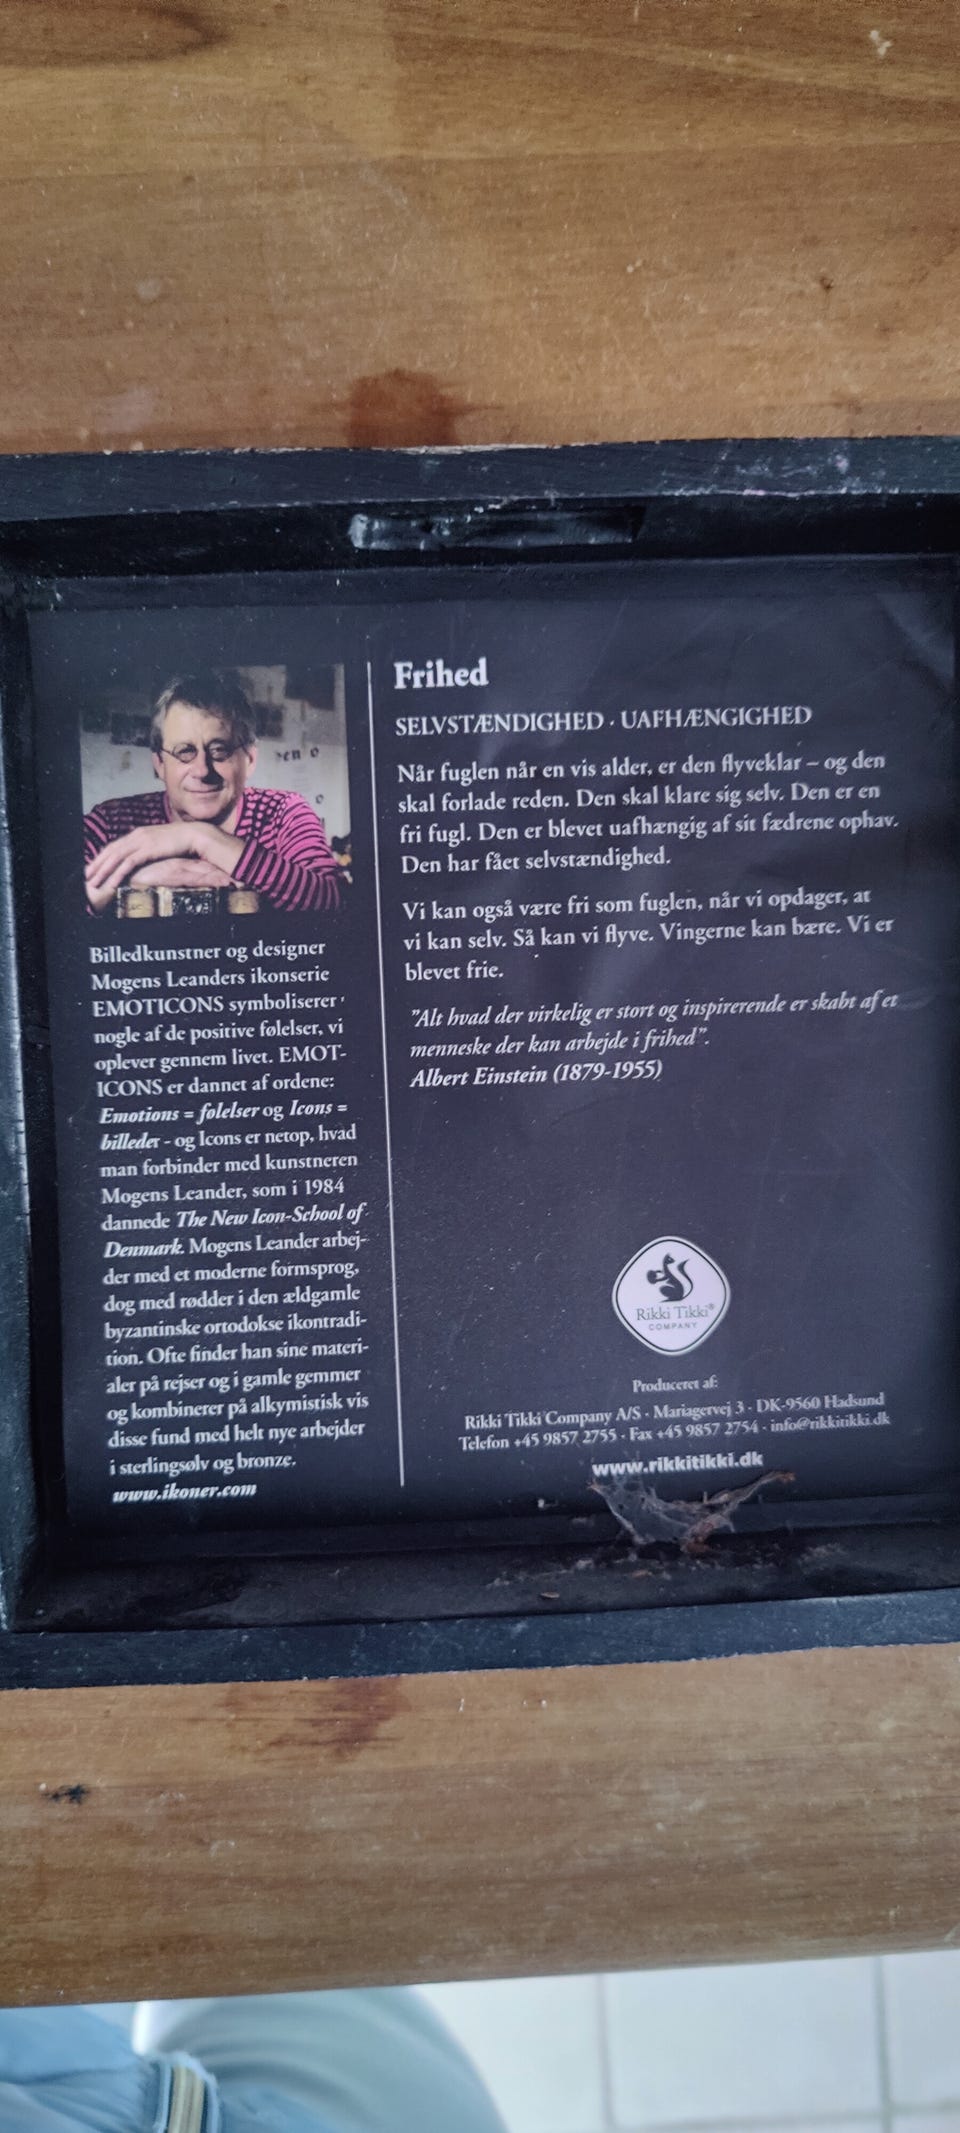 Billedkunstner og designer
Mogens Leanders ikonserie
EMOTICONS symboliserer
nogle af de positive følelser, vi
oplever gennem livet. EMOT-
ICONS er dannet af ordene:
Emotions = følelser og Icons =
billeder - og Icons er netop, hvad
man forbinder med kunstneren
Mogens Leander, som i 1984
dannede The New Icon-School of
Denmark. Mogens Leander arbej-
der med et moderne formsprog,
dog med rødder i den ældgamle
byzantinske ortodokse ikontradi-
tion. Ofte finder han sine materi-
aler på rejser og i gamle gemmer
og kombinerer på alkymistisk vis
disse fund med helt nye arbejder
i sterlingsølv og bronze.
www.ikoner.com
Frihed
SELVSTÆNDIGHED · UAFHÆNGIGHED
Når fuglen når en vis alder, er den flyveklar – og den
skal forlade reden. Den skal klare sig selv. Den er en
fri fugl. Den er blevet uafhængig af sit fædrene ophav.
Den har fået selvstændighed.
Vi kan også være fri som fuglen, når vi opdager, at
vi kan selv. Så kan vi flyve. Vingerne kan bære. Vi er
blevet frie.
”Alt hvad der virkelig er stort og inspirerende er skabt af et
menneske der kan arbejde i frihed”.
Albert Einstein (1879-1955)
Rikki Tikki®
COMPANY
Produceret af:
Rikki Tikki Company A/S · Mariagervej 3 · DK-9560 Hadsund
Telefon +45 9857 2755 · Fax +45 9857 2754 · info@rikkitikki.dk
www.rikkitikki.dk